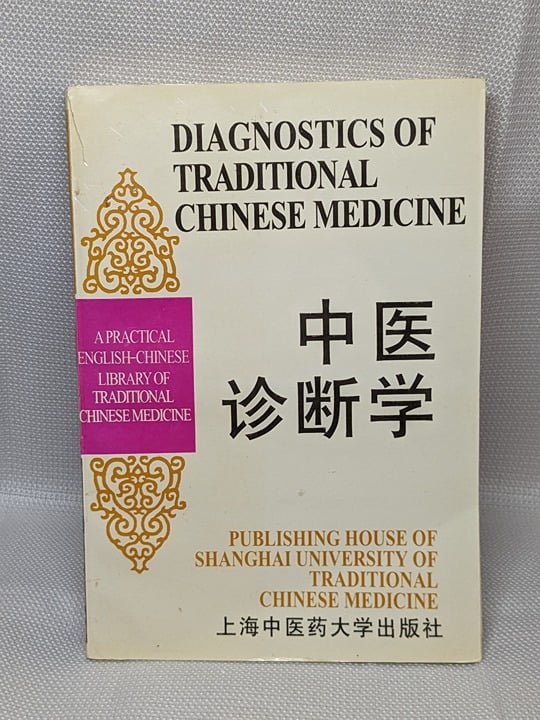 DIAGNOSTICS OF
TRADITIONAL
CHINESE MEDICINE
A PRACTICAL
ENGLISH-CHINESE
LIBRARY OF
TRADITIONAL
CHINESE MEDICINE
中医
诊断学
PUBLISHING HOUSE OF
SHANGHAI UNIVERSITY OF
TRADITIONAL
CHINESE MEDICINE
上海中医药大学出版社